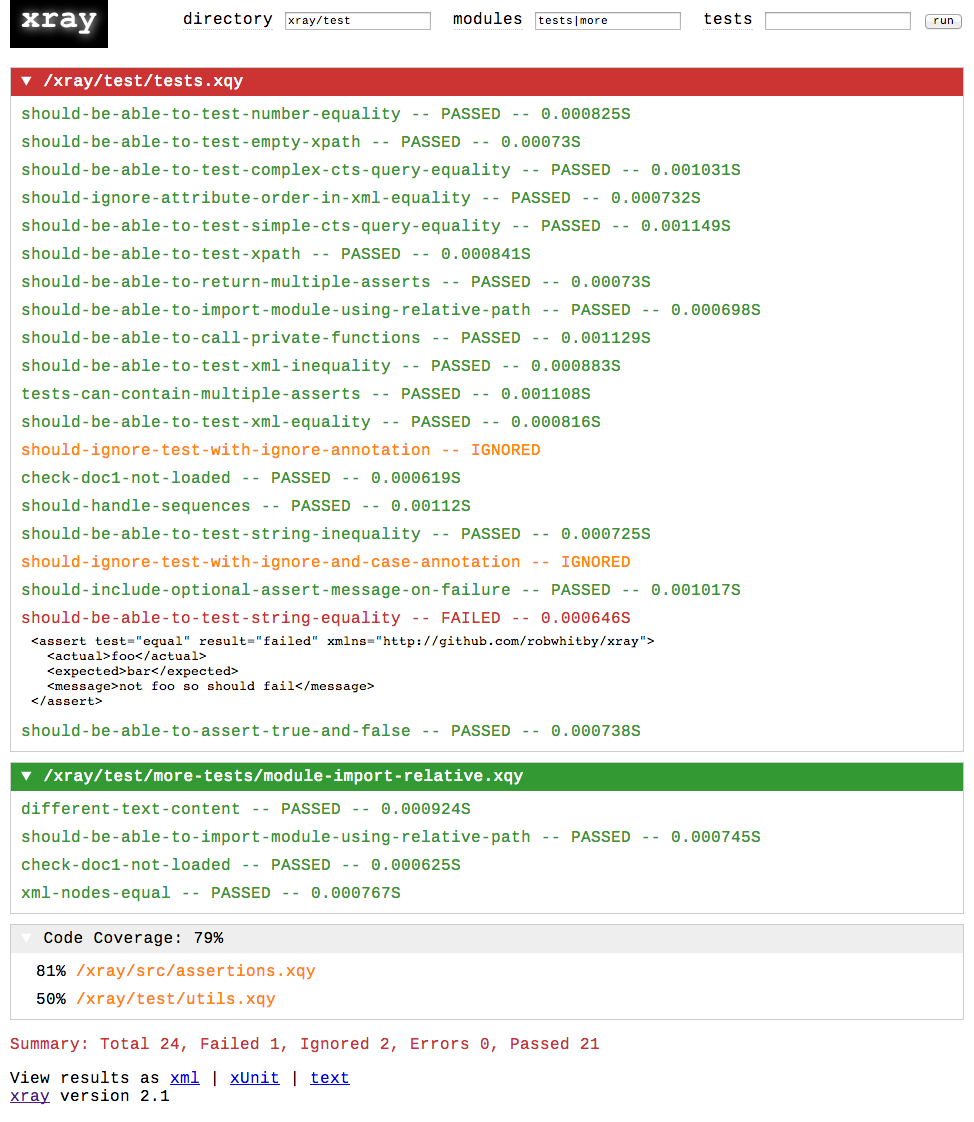 xray directory xray/test modules tests|more tests run
▼ /xray/test/tests.xqy
should-be-able-to-test-number-equality -- PASSED -- 0.000825S
should-be-able-to-test-empty-xpath -- PASSED -- 0.00073S
should-be-able-to-test-complex-cts-query-equality -- PASSED -- 0.001031S
should-ignore-attribute-order-in-xml-equality -- PASSED -- 0.000732S
should-be-able-to-test-simple-cts-query-equality -- PASSED -- 0.001149S
should-be-able-to-test-xpath -- PASSED -- 0.000841S
should-be-able-to-return-multiple-asserts -- PASSED -- 0.00073S
should-be-able-to-import-module-using-relative-path -- PASSED -- 0.000698S
should-be-able-to-call-private-functions -- PASSED -- 0.001129S
should-be-able-to-test-xml-inequality -- PASSED -- 0.000883S
tests-can-contain-multiple-asserts -- PASSED -- 0.001108S
should-be-able-to-test-xml-equality -- PASSED -- 0.000816S
should-ignore-test-with-ignore-annotation -- IGNORED
check-doc1-not-loaded -- PASSED -- 0.000619S
should-handle-sequences -- PASSED -- 0.00112S
should-be-able-to-test-string-inequality -- PASSED -- 0.000725S
should-ignore-test-with-ignore-and-case-annotation -- IGNORED
should-include-optional-assert-message-on-failure -- PASSED -- 0.001017S
should-be-able-to-test-string-equality -- FAILED -- 0.000646S
<assert test="equal" result="failed" xmlns="http://github.com/robwhitby/xray">
<actual>foo</actual>
<expected>bar</expected>
<message>not foo so should fail</message>
</assert>
should-be-able-to-assert-true-and-false -- PASSED -- 0.000738S
▼ /xray/test/more-tests/module-import-relative.xqy
different-text-content -- PASSED -- 0.000924S
should-be-able-to-import-module-using-relative-path -- PASSED -- 0.000745S
check-doc1-not-loaded -- PASSED -- 0.000625S
xml-nodes-equal -- PASSED -- 0.000767S
▼ Code Coverage: 79%
81% /xray/src/assertions.xqy
50% /xray/test/utils.xqy
Summary: Total 24, Failed 1, Ignored 2, Errors 0, Passed 21
View results as xml | xUnit | text
xray version 2.1